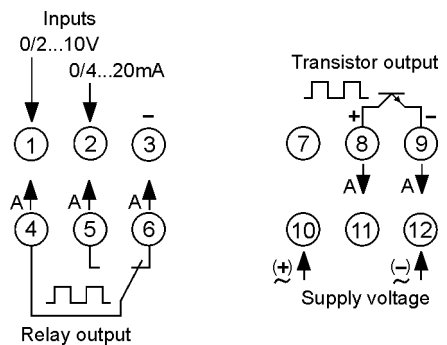 Inputs
0/2...10V
0/4...20mA
–
1 2 3
A A A
4 5 6
Relay output
Transistor output
+ –
7 8 9
A A
10 11 12
(+) (–)
~ ~
Supply voltage